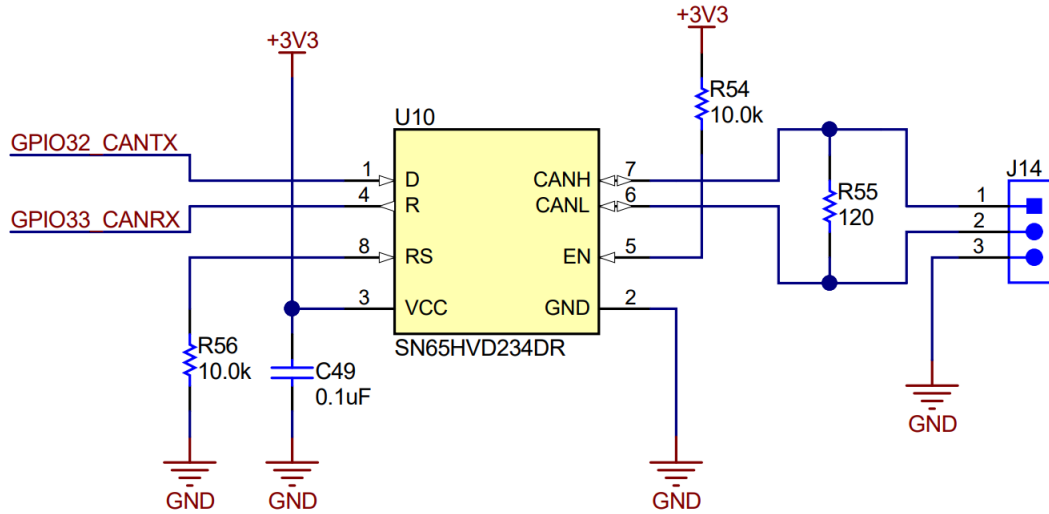 +3V3
+3V3
R54
10.0k
U10
GPIO32_CANTX
1
D
CANH
7
J14
4
R
CANL
6
R55
120
1
GPIO33_CANRX
2
8
RS
EN
5
3
3
VCC
GND
2
SN65HVD234DR
R56
10.0k
C49
0.1uF
GND
GND
GND
GND